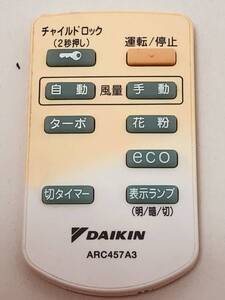 チャイルドロック
(2秒押し)
運転/停止
自動 風量 手動
ターボ 花粉
eco
切タイマー 表示ランプ
(明/暗/切)
DAIKIN
ARC457A3